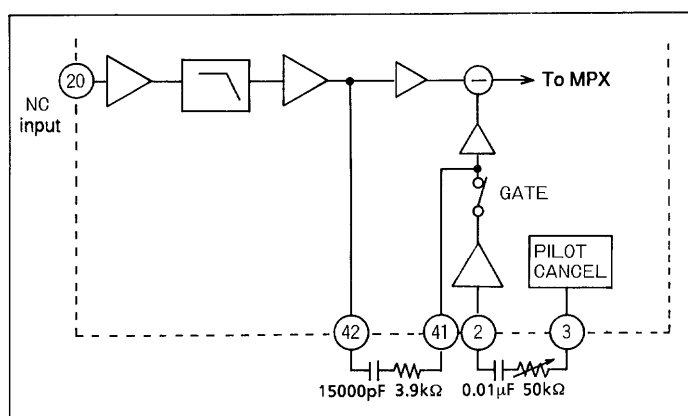 20
NC
input
To MPX
GATE
PILOT
CANCEL
42
41
2
3
15000pF 3.9kΩ 0.01μF 50kΩ